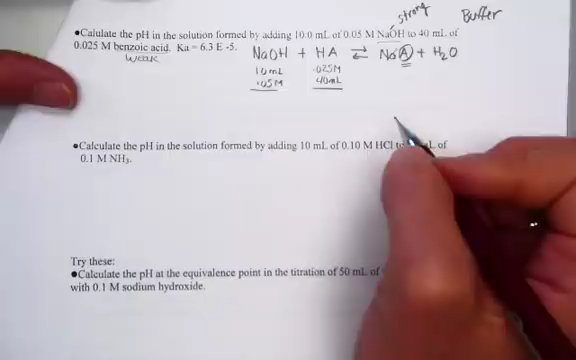 strong Buffer
●Calulate the pH in the solution formed by adding 10.0 mL of 0.05 M NaOH to 40 mL of
0.025 M benzoic acid. Ka = 6.3 E -5. NaOH + HA ⇄ NaA + H₂O
weak
10mL .025M
.05M 40mL
●Calculate the pH in the solution formed by adding 10 mL of 0.10 M HCl to mL of
0.1 M NH₃.
Try these:
●Calculate the pH at the equivalence point in the titration of 50 mL of
with 0.1 M sodium hydroxide.